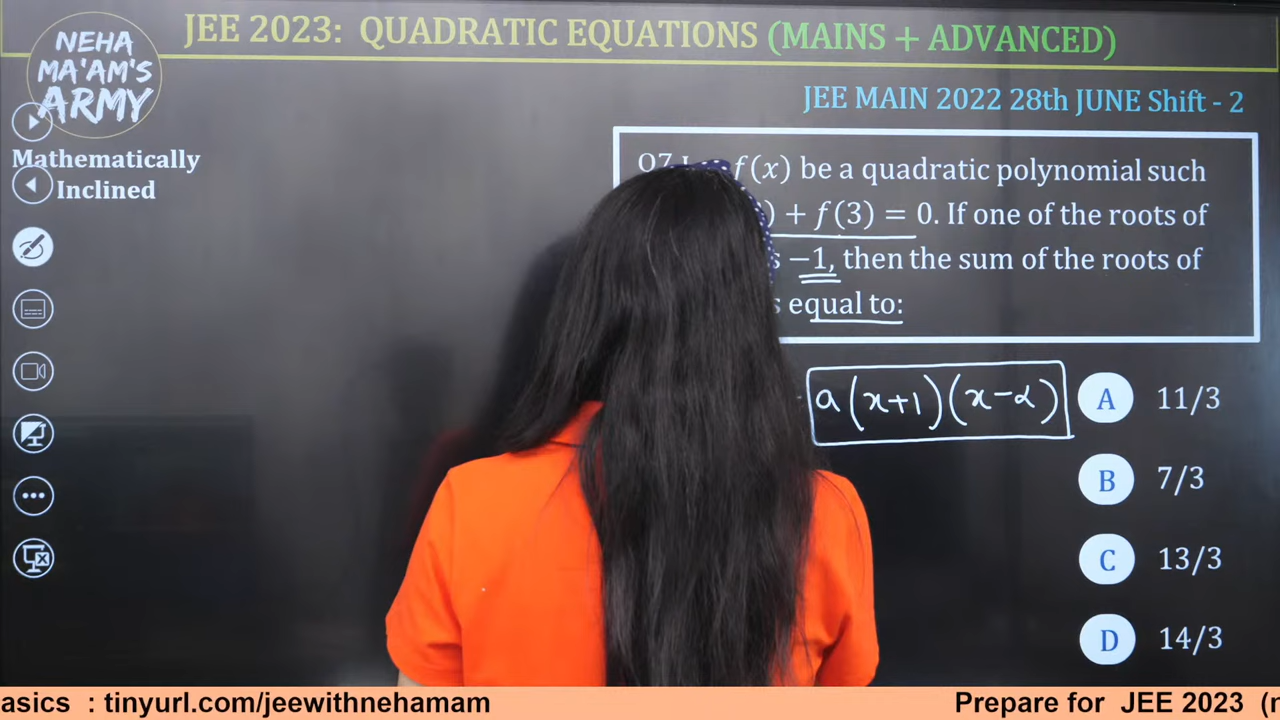 JEE 2023: QUADRATIC EQUATIONS (MAINS + ADVANCED)
NEHA
MA'AM'S
ARMY
JEE MAIN 2022 28th JUNE Shift - 2
Mathematically
Inclined
f(x) be a quadratic polynomial such
) + f(3) = 0. If one of the roots of
−1, then the sum of the roots of
equal to:
a(x+1)(x-α)
A 11/3
B 7/3
C 13/3
D 14/3
asics : tinyurl.com/jeewithnehamam
Prepare for JEE 2023